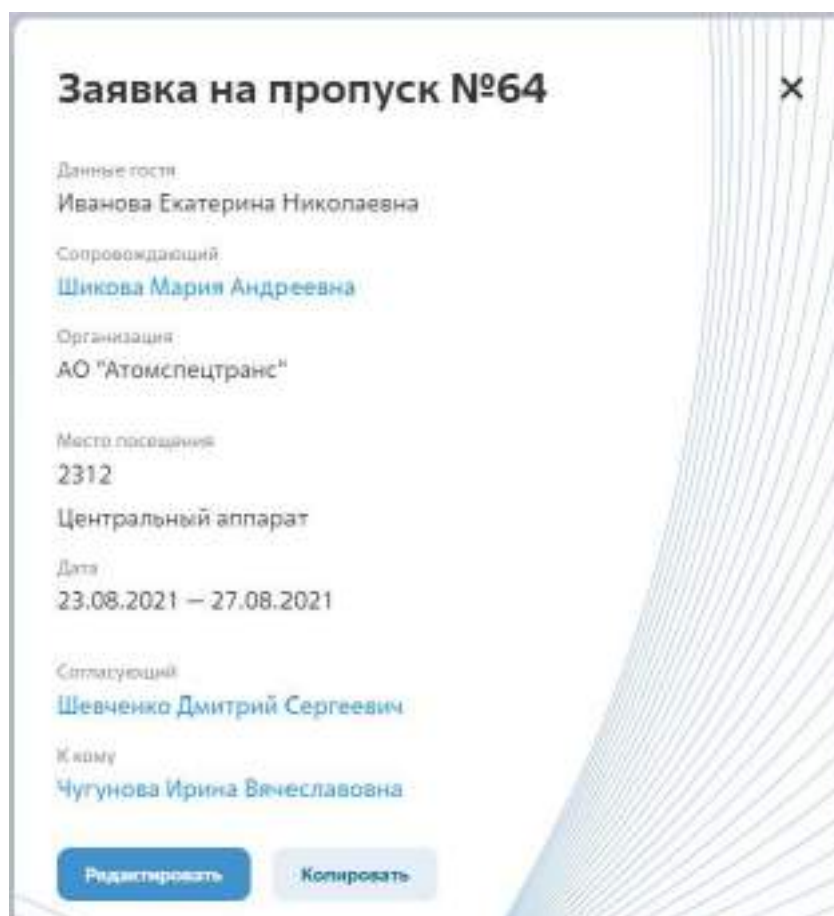 Заявка на пропуск №64
Данные гостя
Иванова Екатерина Николаевна
Сопровождающий
Шикова Мария Андреевна
Организация
АО "Атомспецтранс"
Место посещения
2312
Центральный аппарат
Дата
23.08.2021 — 27.08.2021
Согласующий
Шевченко Дмитрий Сергеевич
К кому
Чугунова Ирина Вячеславовна
Редактировать
Копировать